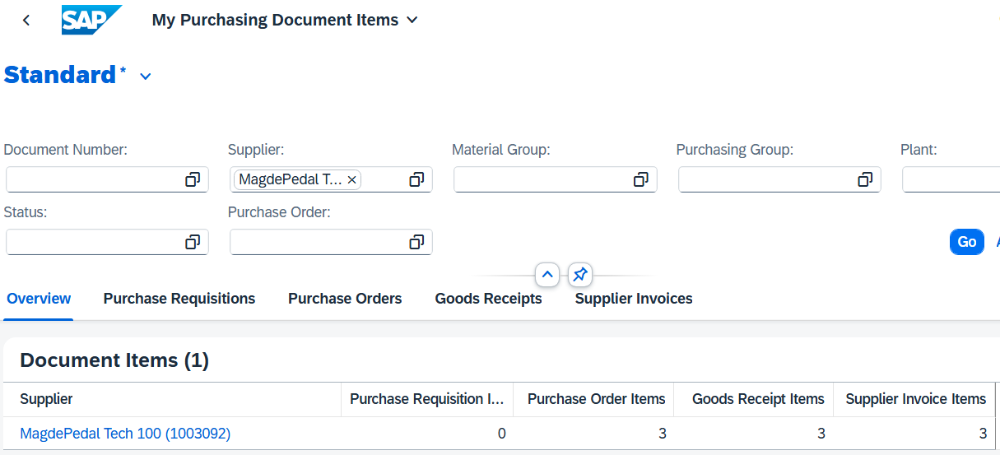 SAP My Purchasing Document Items
Standard *
Document Number: Supplier: Material Group: Purchasing Group: Plant:
MagdePedal T...
Status: Purchase Order:
Go
Overview Purchase Requisitions Purchase Orders Goods Receipts Supplier Invoices
Document Items (1)
Supplier Purchase Requisition I... Purchase Order Items Goods Receipt Items Supplier Invoice Items
MagdePedal Tech 100 (1003092) 0 3 3 3